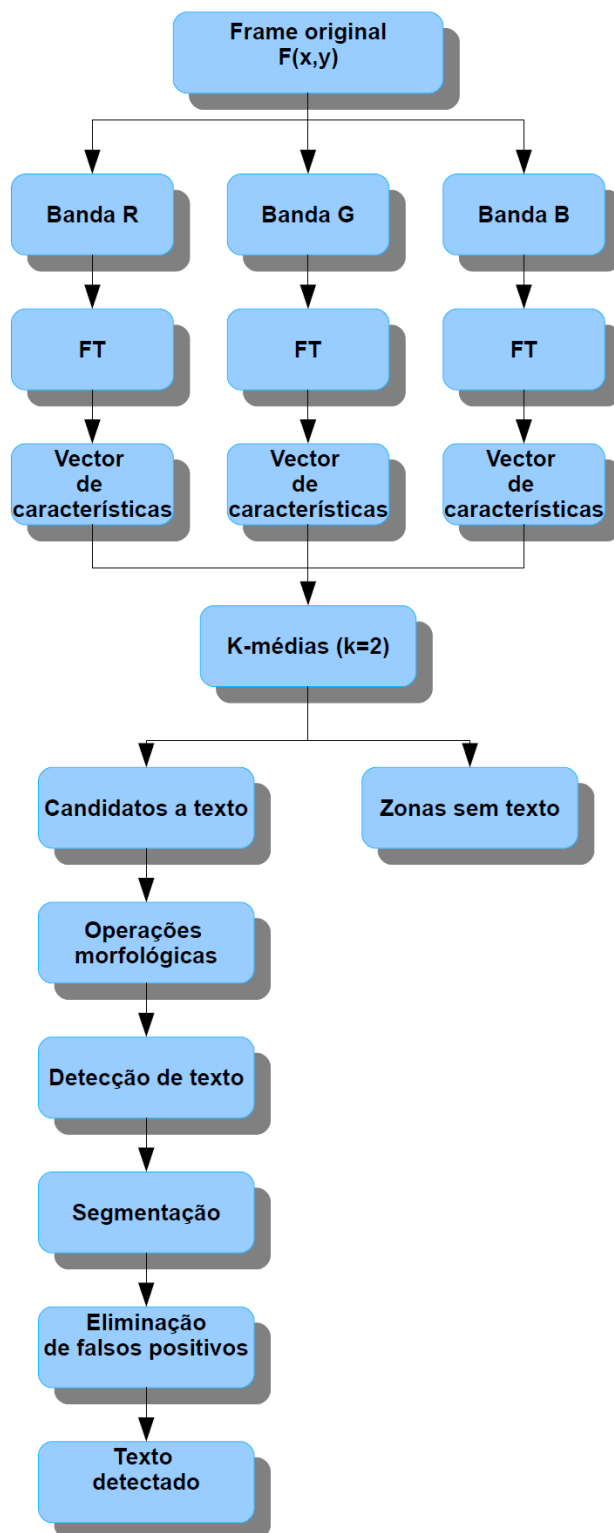 Frame original
F(x,y)
Banda R
Banda G
Banda B
FT
FT
FT
Vector
de
características
Vector
de
características
Vector
de
características
K-médias (k=2)
Candidatos a texto
Zonas sem texto
Operações
morfológicas
Detecção de texto
Segmentação
Eliminação
de falsos positivos
Texto
detectado